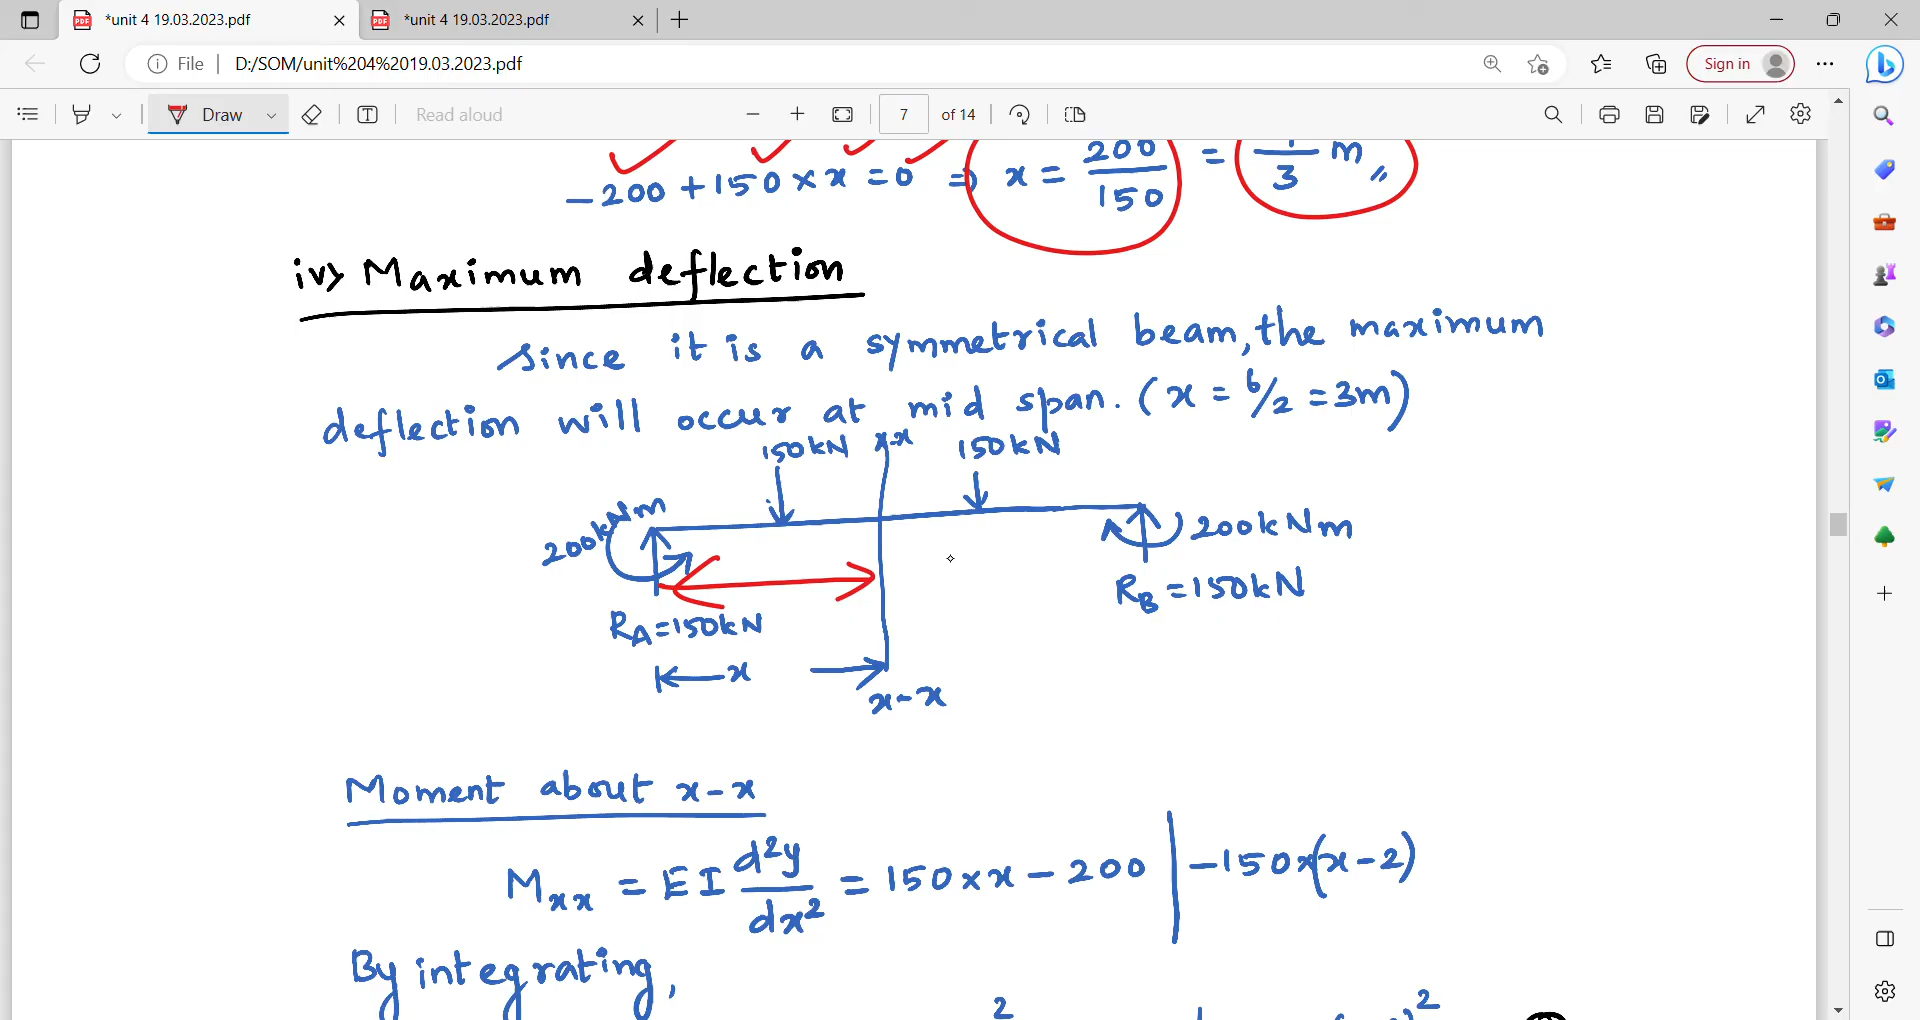 *unit 4 19.03.2023.pdf
*unit 4 19.03.2023.pdf
File
D:/SOM/unit%204%2019.03.2023.pdf
Sign in
Draw
Read aloud
7 of 14
-200 + 150 × x = 0 ⇒ x = 200/150 = /3 m
iv) Maximum deflection
since it is a symmetrical beam, the maximum
deflection will occur at mid span. (x = 6/2 = 3m)
150kN x-x 150kN
200kNm
200kNm
RA=150kN
RB=150kN
x
x-x
Moment about x-x
Mxx = EI d²y/dx² = 150×x - 200 | -150×(x-2)
By integrating,
2
2